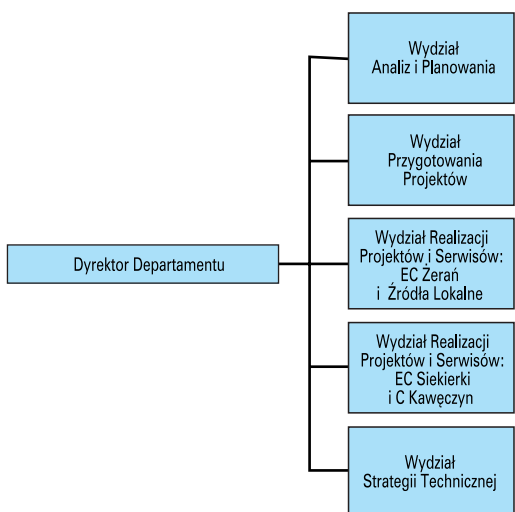 Wydział
Analiz i Planowania
Wydział
Przygotowania
Projektów
Dyrektor Departamentu
Wydział Realizacji
Projektów i Serwisów:
EC Żerań
i Źródła Lokalne
Wydział Realizacji
Projektów i Serwisów:
EC Siekierki
i C Kawęczyn
Wydział
Strategii Technicznej